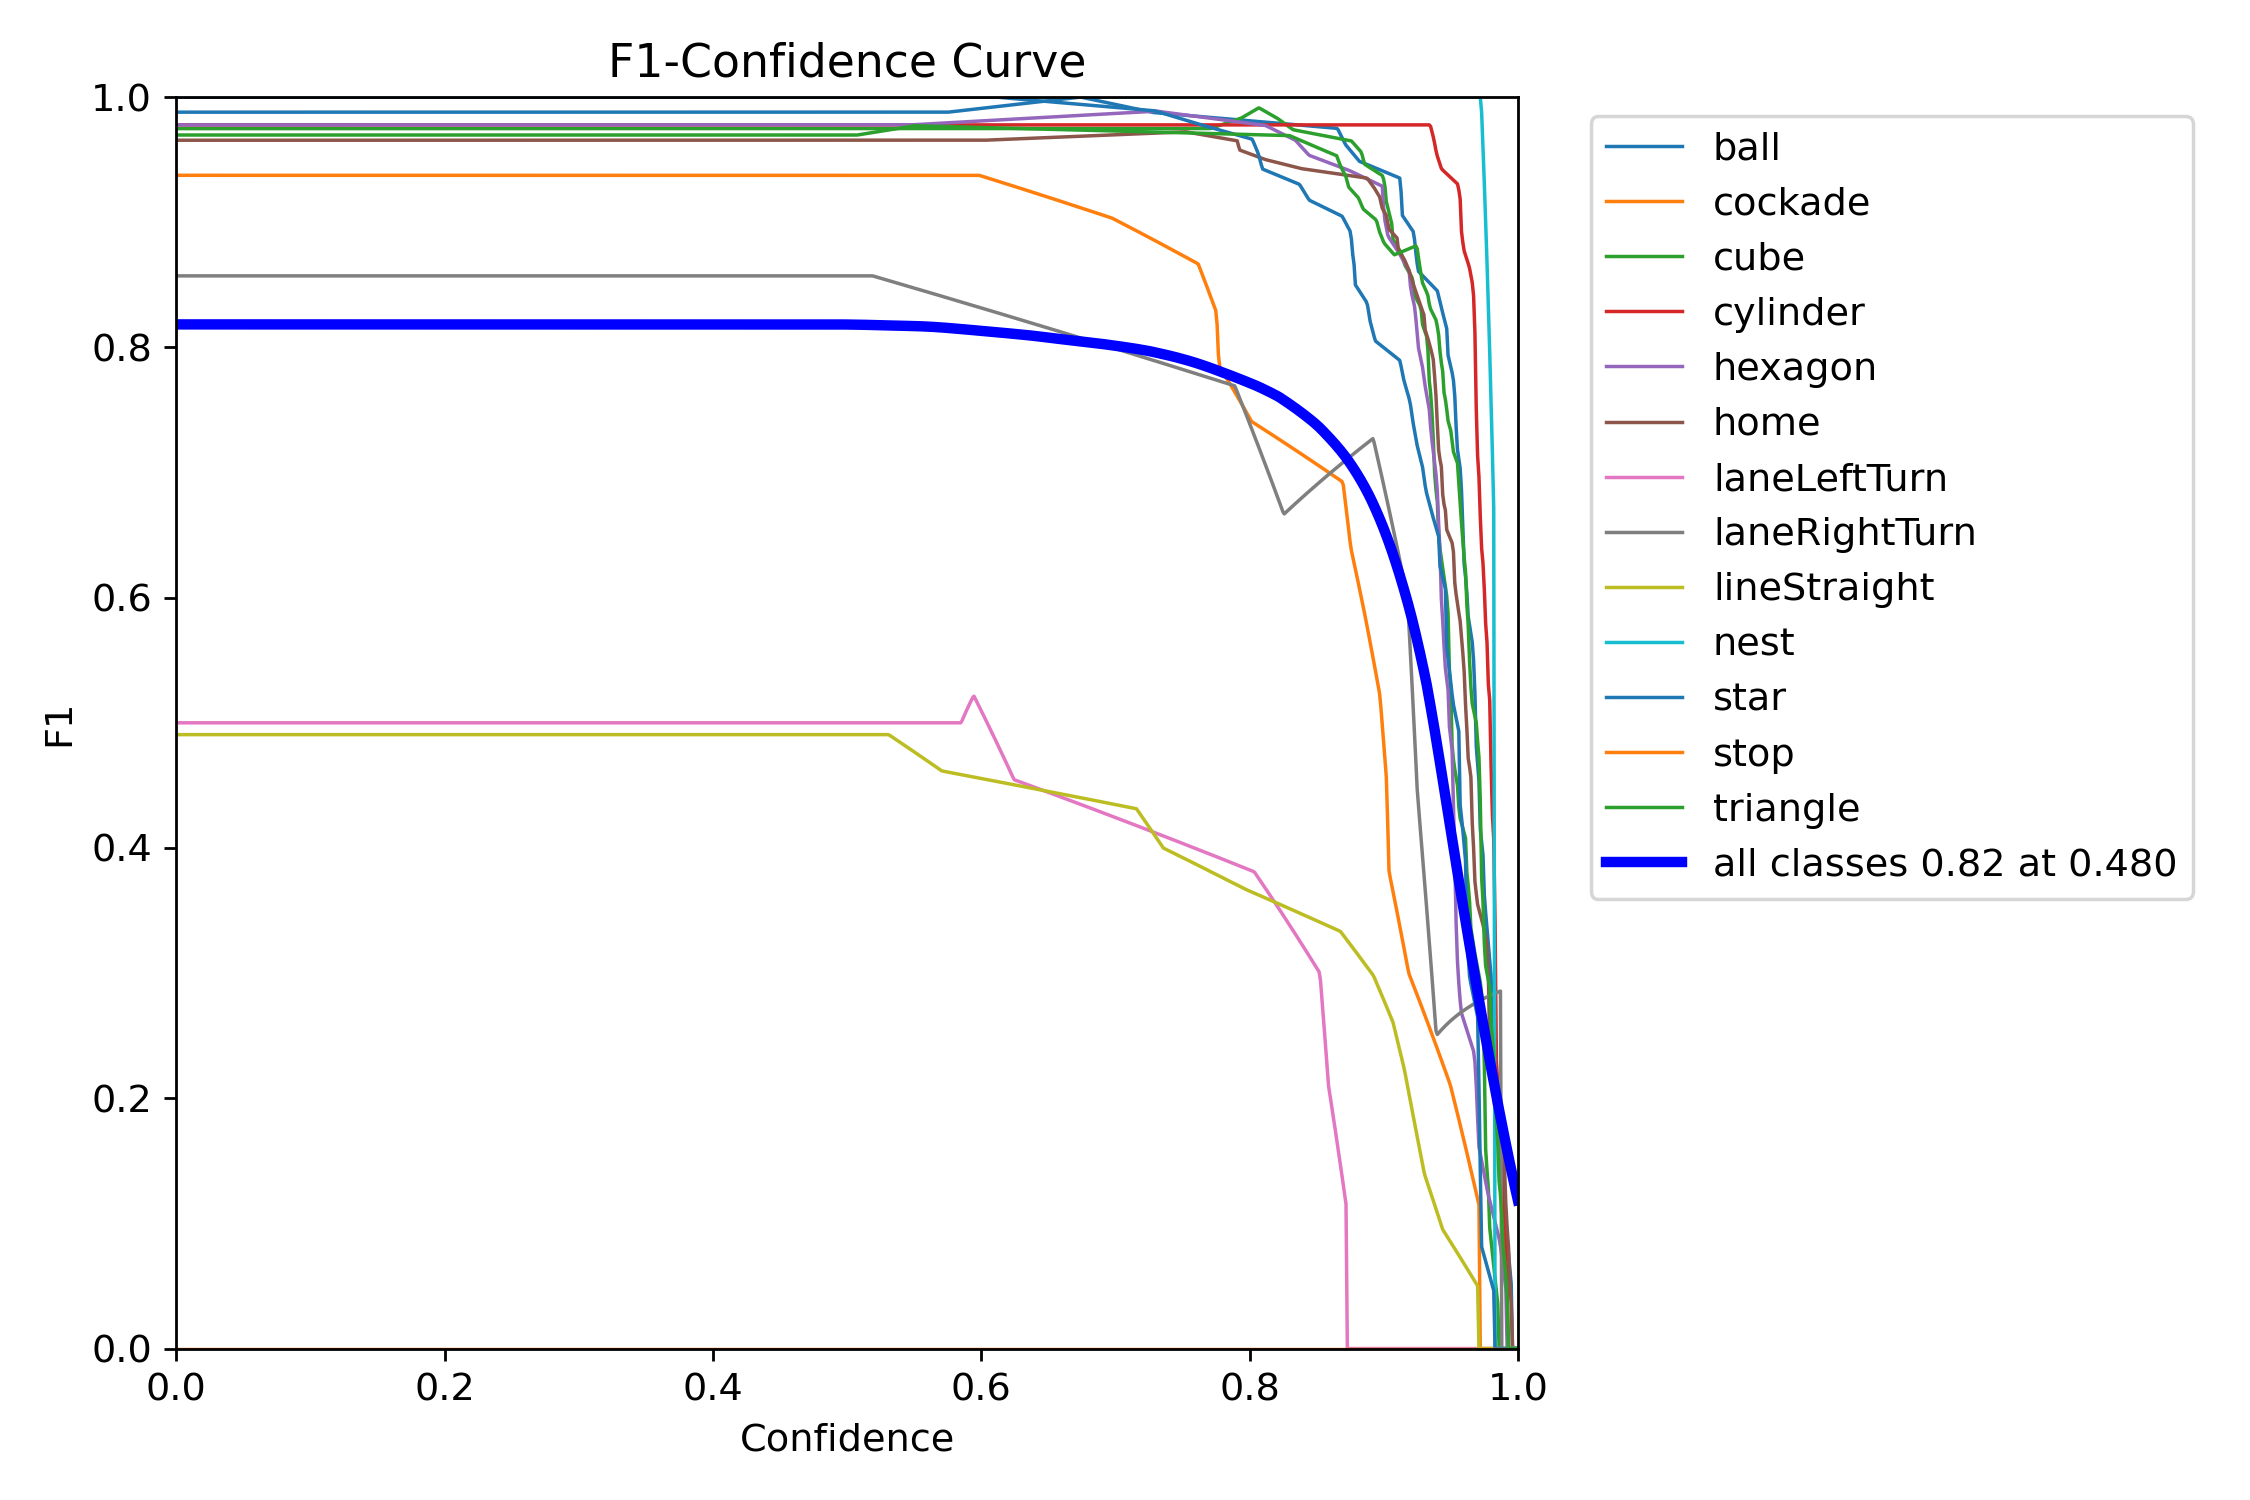 F1-Confidence Curve
1.0
0.8
0.6
0.4
0.2
0.0
F1
0.0 0.2 0.4 0.6 0.8 1.0
Confidence
ball
cockade
cube
cylinder
hexagon
home
laneLeftTurn
laneRightTurn
lineStraight
nest
star
stop
triangle
all classes 0.82 at 0.480